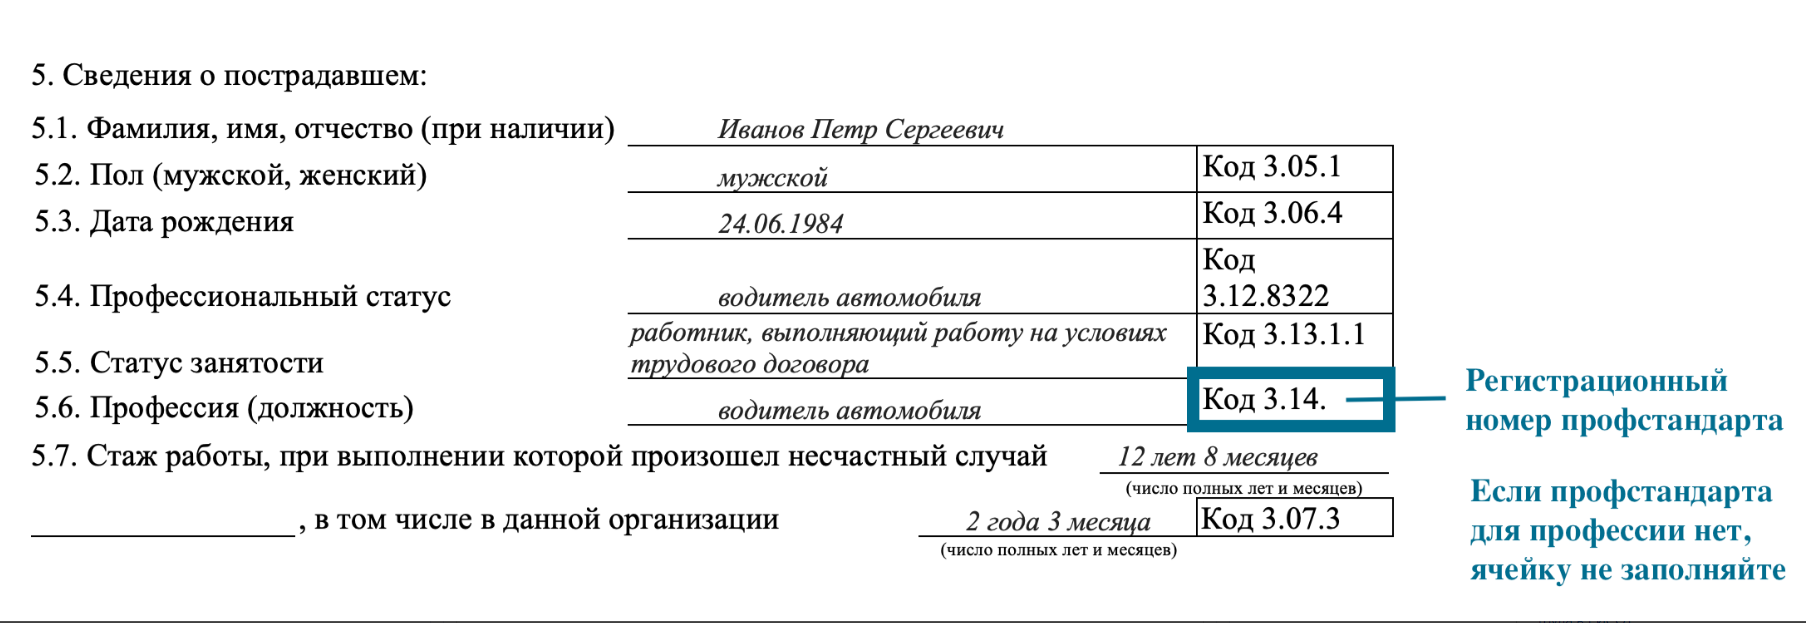 5. Сведения о пострадавшем:
5.1. Фамилия, имя, отчество (при наличии) Иванов Петр Сергеевич
5.2. Пол (мужской, женский) мужской Код 3.05.1
5.3. Дата рождения 24.06.1984 Код 3.06.4
5.4. Профессиональный статус водитель автомобиля Код
3.12.8322
5.5. Статус занятости работник, выполняющий работу на условиях
трудового договора Код 3.13.1.1
5.6. Профессия (должность) водитель автомобиля Код 3.14.
Регистрационный
номер профстандарта
5.7. Стаж работы, при выполнении которой произошел несчастный случай 12 лет 8 месяцев
(число полных лет и месяцев)
, в том числе в данной организации 2 года 3 месяца Код 3.07.3
(число полных лет и месяцев)
Если профстандарта
для профессии нет,
ячейку не заполняйте